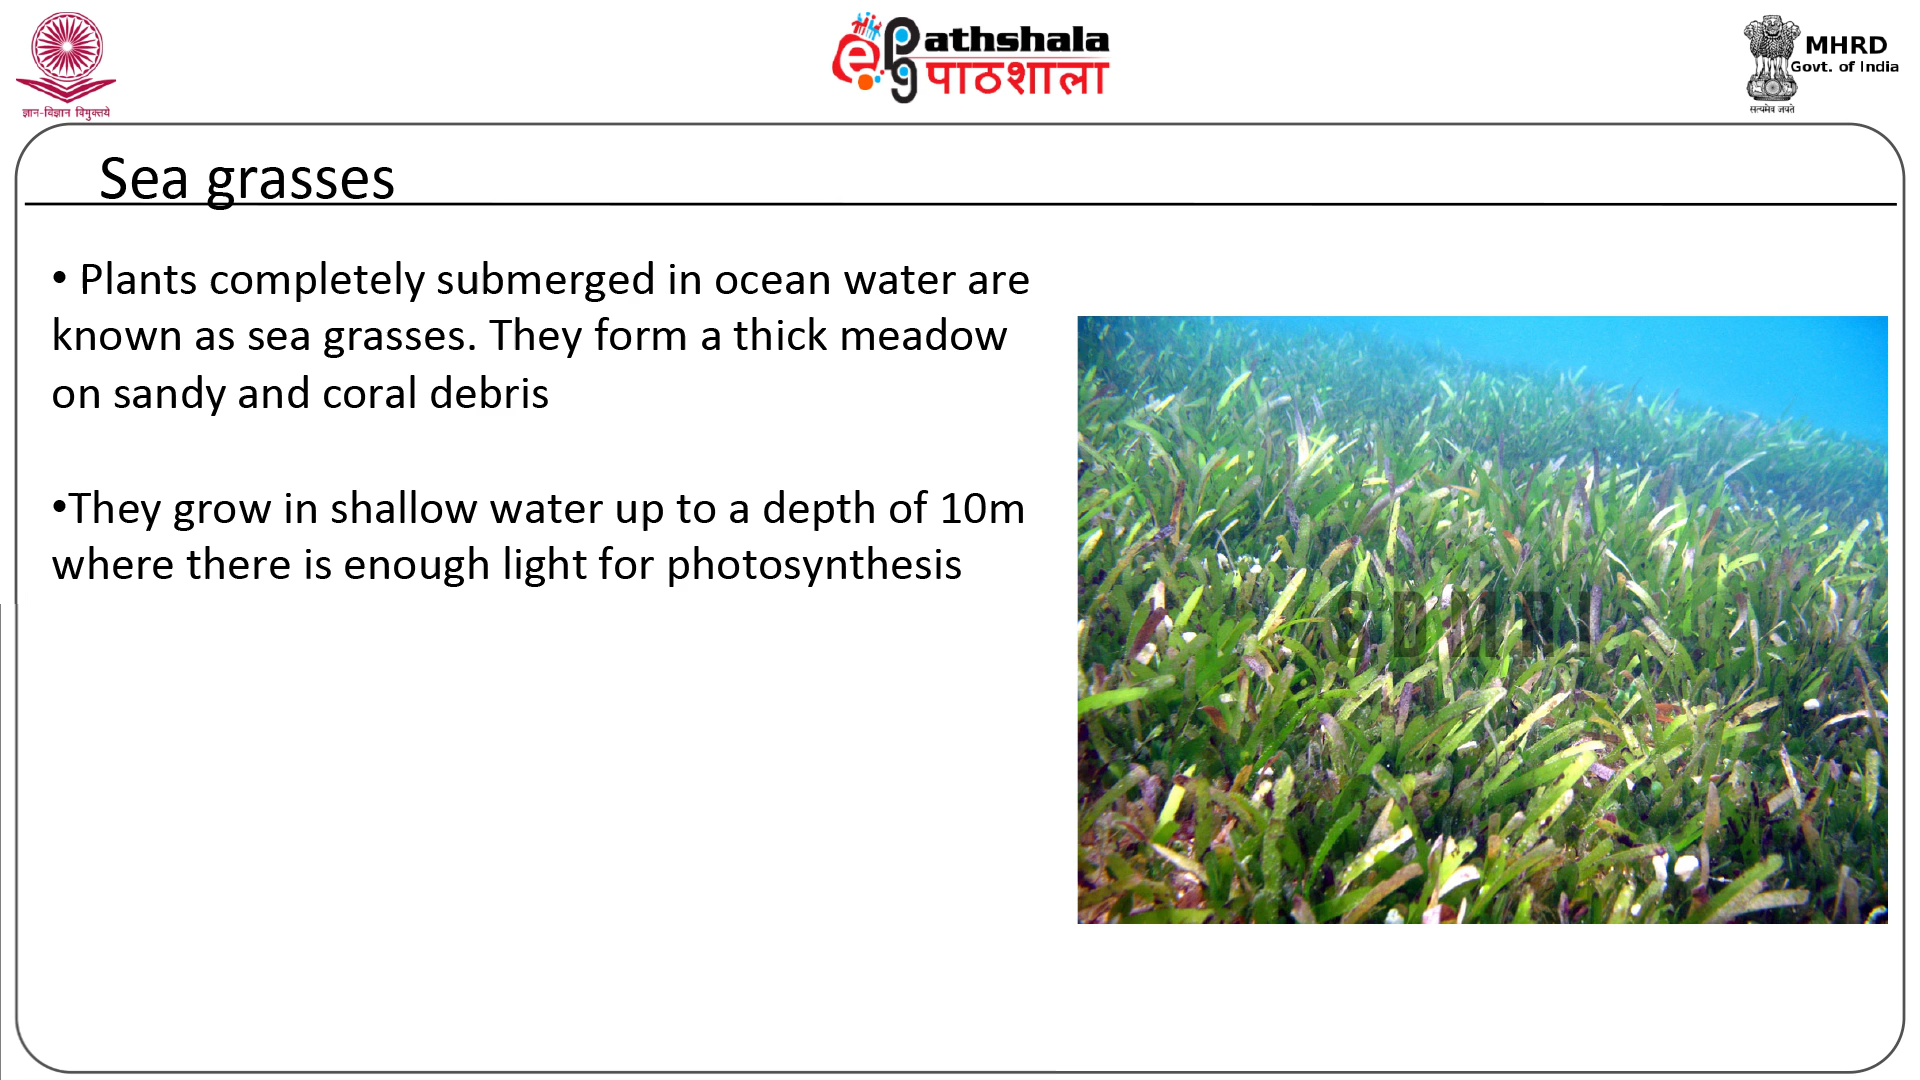 ज्ञान-विज्ञान विमुक्तये
ePg Pathshala
पाठशाला
MHRD
Govt. of India
सत्यमेव जयते
Sea grasses
• Plants completely submerged in ocean water are
known as sea grasses. They form a thick meadow
on sandy and coral debris
•They grow in shallow water up to a depth of 10m
where there is enough light for photosynthesis
SDMRI